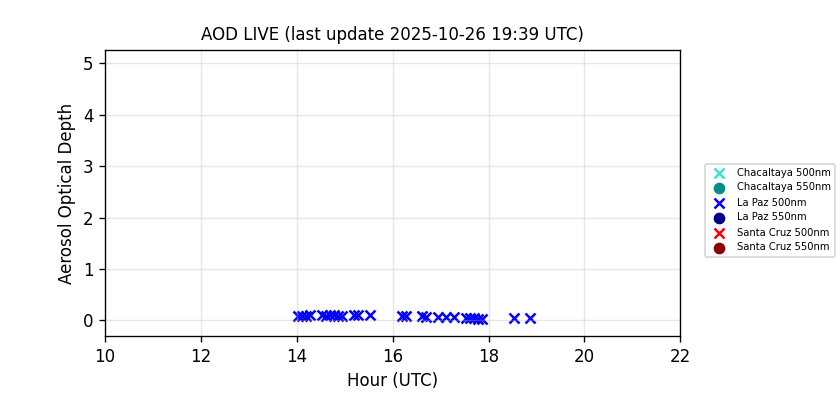 AOD LIVE (last update 2025-10-26 19:39 UTC)
Aerosol Optical Depth
5
4
3
2
1
0
10 12 14 16 18 20 22
Hour (UTC)
Chacaltaya 500nm
Chacaltaya 550nm
La Paz 500nm
La Paz 550nm
Santa Cruz 500nm
Santa Cruz 550nm